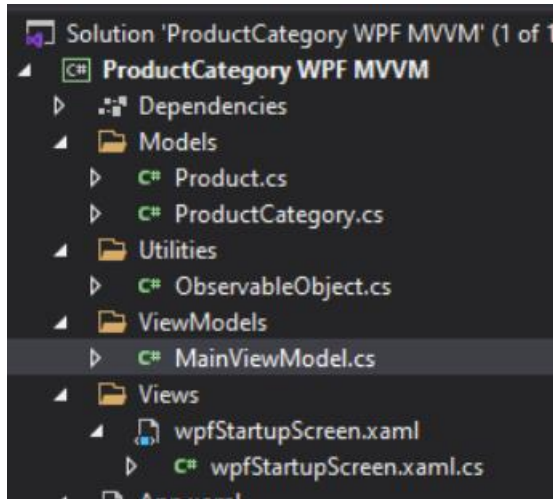 Solution 'ProductCategory WPF MVVM' (1 of 1
C# ProductCategory WPF MVVM
Dependencies
Models
C# Product.cs
C# ProductCategory.cs
Utilities
C# ObservableObject.cs
ViewModels
C# MainViewModel.cs
Views
wpfStartupScreen.xaml
C# wpfStartupScreen.xaml.cs